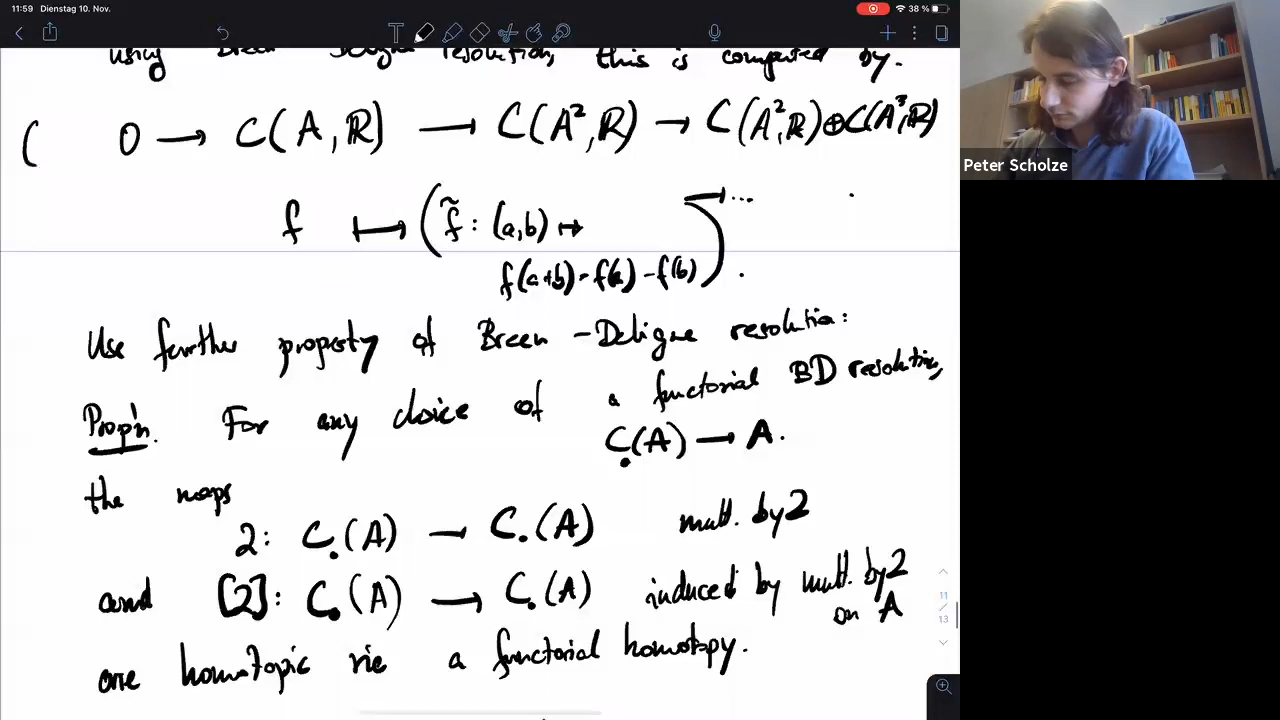 11:59 Dienstag 10. Nov.
38 %
using Breen Deligne resolution, this is computed by.
( 0 → C(A, ℝ) → C(A², ℝ) → C(A², ℝ) ⊕ C(A³, ℝ)
f ↦ ( f̃ : (a,b) ↦ f(a+b) - f(a) - f(b) ) → ...
Use further property of Breen-Deligne resolution:
Prop'n. For any choice of a functorial BD resolution,
C.(A) → A.
the maps
2: C.(A) → C.(A) mult. by 2
and [2]: C.(A) → C.(A) induced by mult. by 2
on A
are homotopic via a functorial homotopy.
Peter Scholze
11
/
13